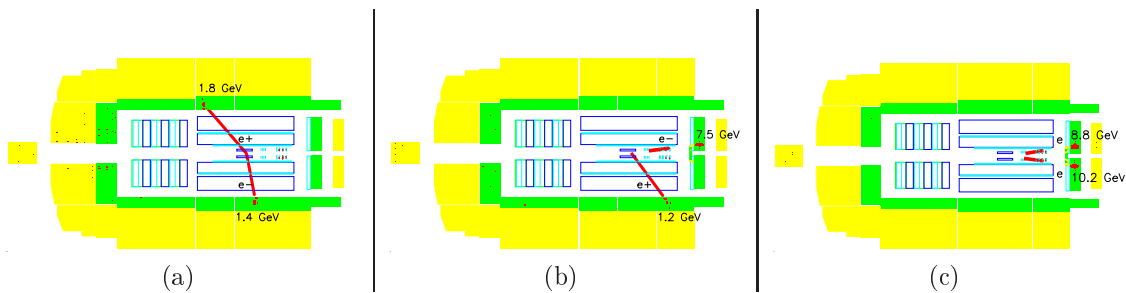 1.8 GeV
e+
e−
1.4 GeV
(a)
e−
7.5 GeV
e+
1.2 GeV
(b)
e
8.8 GeV
e
10.2 GeV
(c)